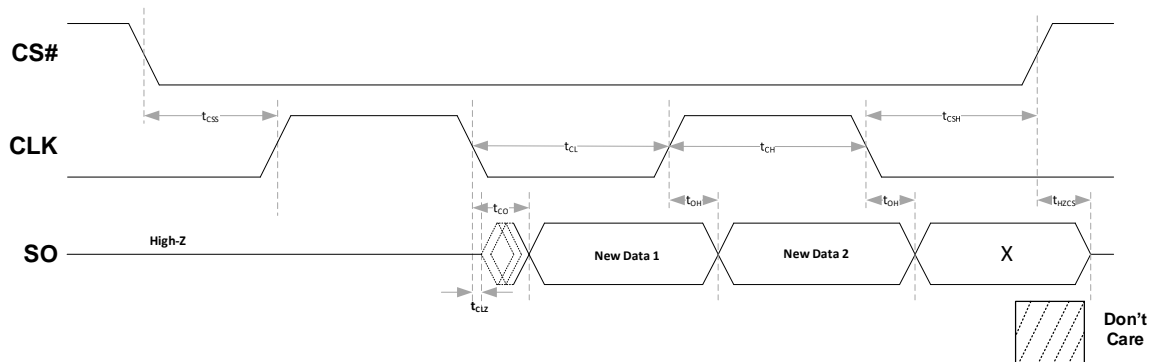 CS#
tCSS
tCSH
CLK
tCL
tCH
tCO
tOH
tOH
tHZCS
High-Z
SO
New Data 1
New Data 2
X
tCLZ
Don't
Care